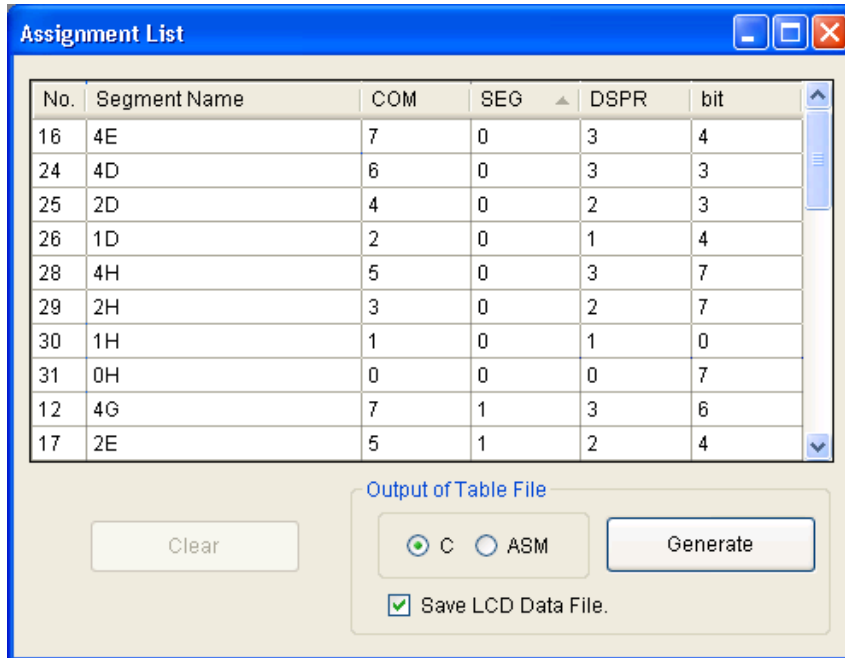 Assignment List
No. Segment Name COM SEG DSPR bit
16 4E 7 0 3 4
24 4D 6 0 3 3
25 2D 4 0 2 3
26 1D 2 0 1 4
28 4H 5 0 3 7
29 2H 3 0 2 7
30 1H 1 0 1 0
31 0H 0 0 0 7
12 4G 7 1 3 6
17 2E 5 1 2 4
Output of Table File
Clear C ASM Generate
Save LCD Data File.